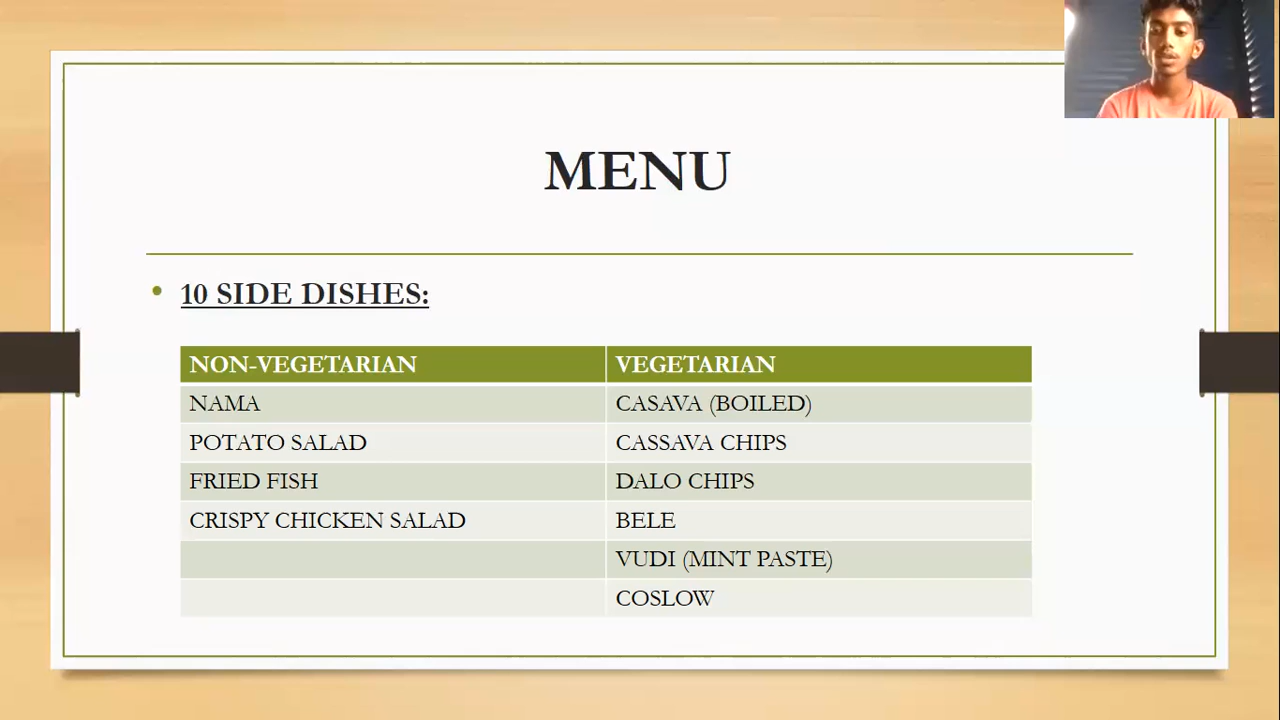 MENU
10 SIDE DISHES:
NON-VEGETARIAN VEGETARIAN
NAMA CASAVA (BOILED)
POTATO SALAD CASSAVA CHIPS
FRIED FISH DALO CHIPS
CRISPY CHICKEN SALAD BELE
VUDI (MINT PASTE)
COSLOW